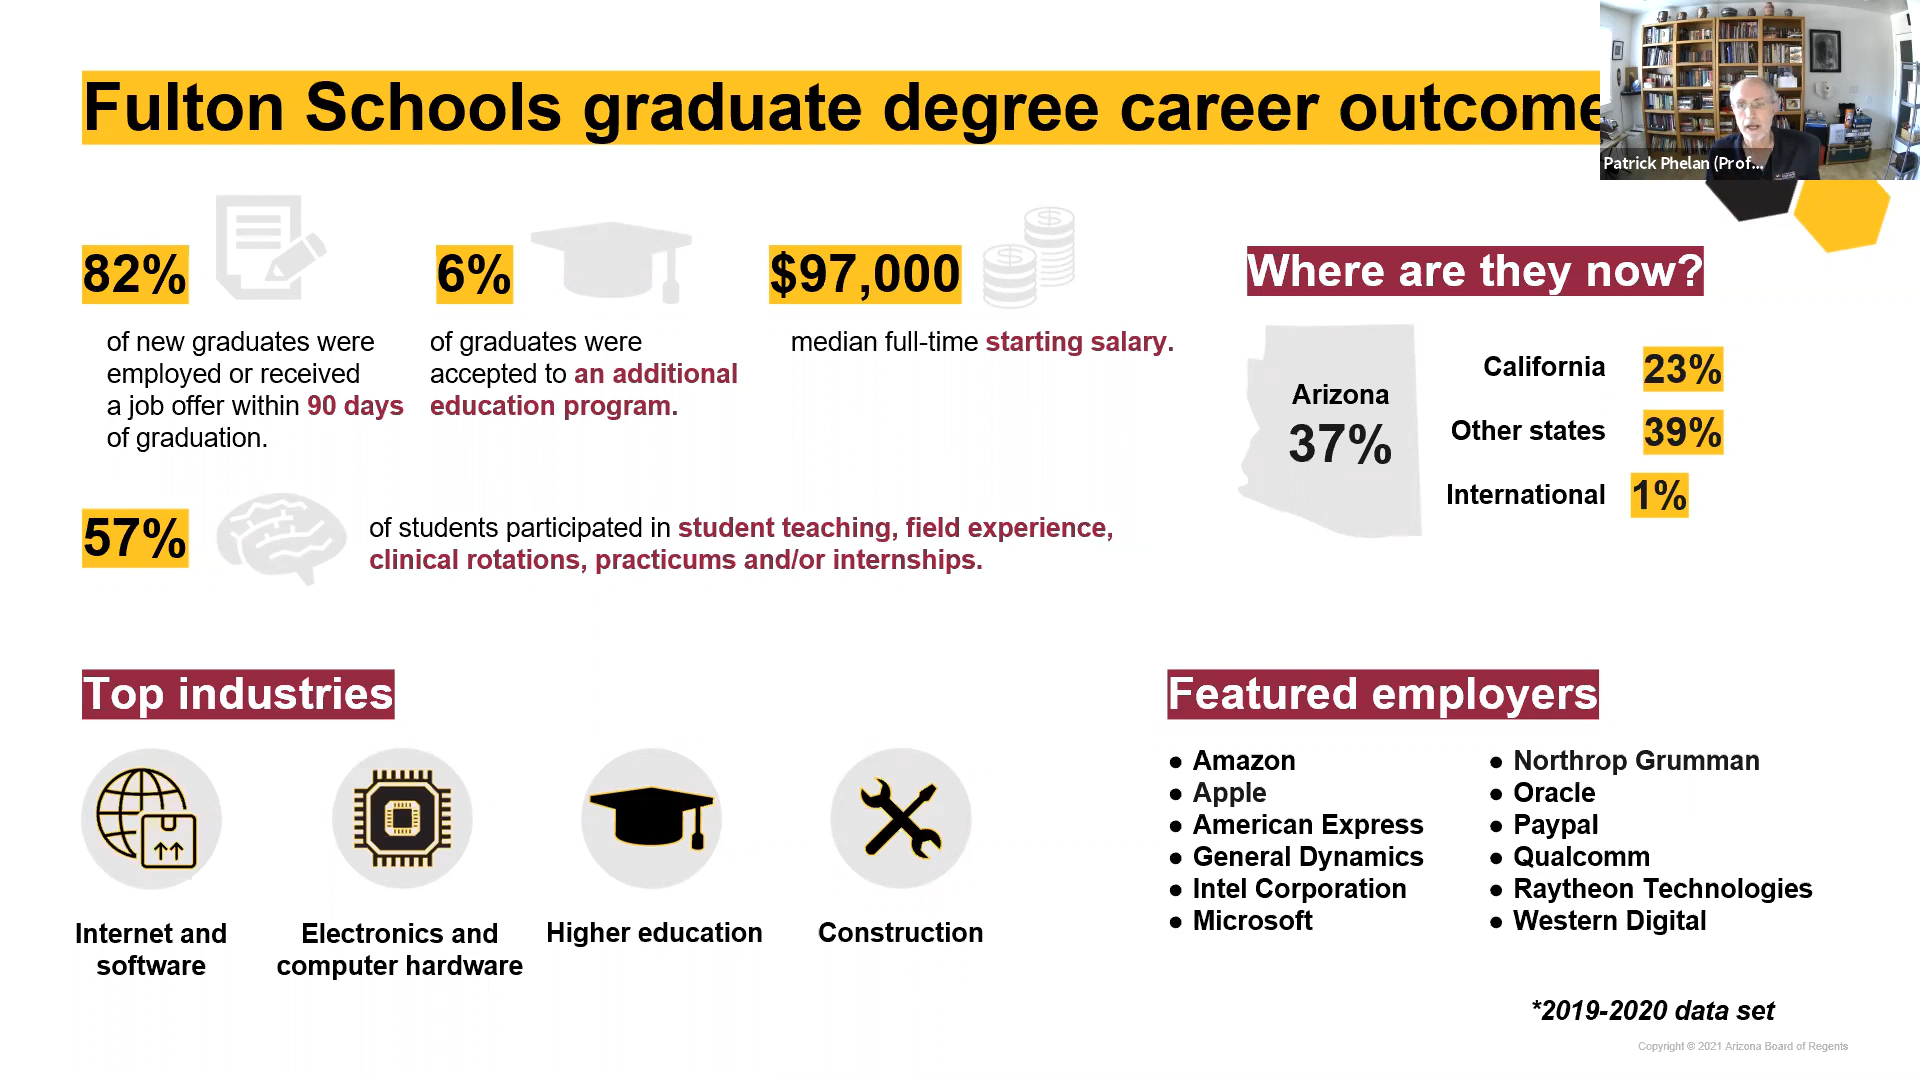 Fulton Schools graduate degree career outcome
Patrick Phelan (Prof...
82%
of new graduates were
employed or received
a job offer within 90 days
of graduation.
6%
of graduates were
accepted to an additional
education program.
$97,000
median full-time starting salary.
57%
of students participated in student teaching, field experience,
clinical rotations, practicums and/or internships.
Where are they now?
Arizona
37%
California 23%
Other states 39%
International 1%
Top industries
Internet and
software
Electronics and
computer hardware
Higher education
Construction
Featured employers
● Amazon
● Apple
● American Express
● General Dynamics
● Intel Corporation
● Microsoft
● Northrop Grumman
● Oracle
● Paypal
● Qualcomm
● Raytheon Technologies
● Western Digital
*2019-2020 data set
Copyright © 2021 Arizona Board of Regents